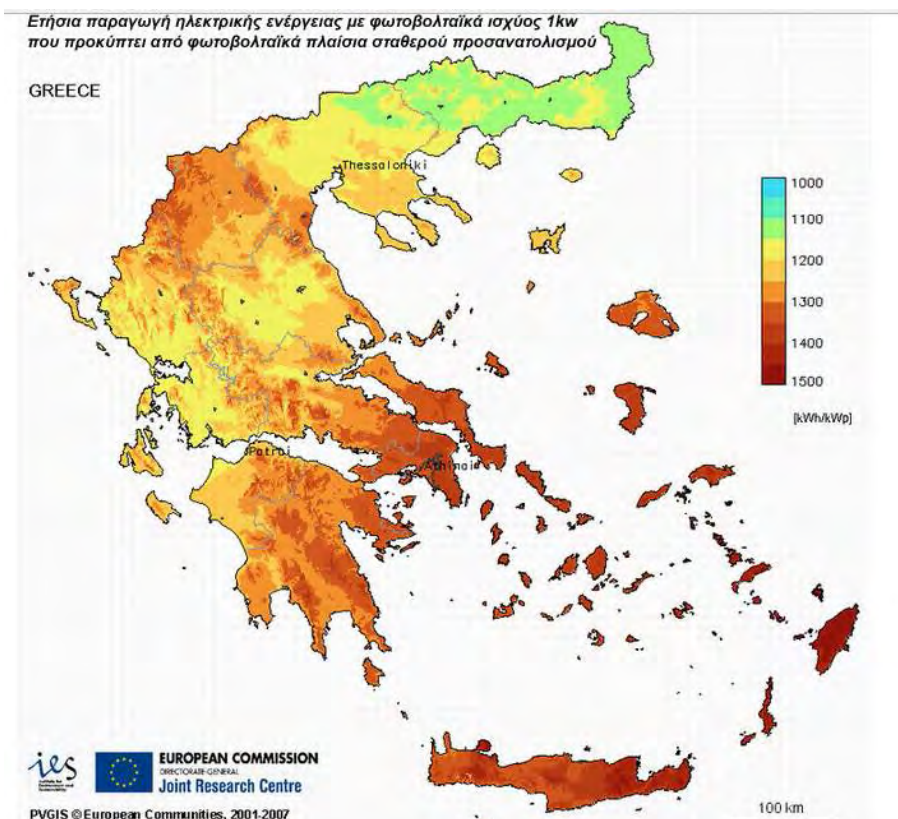 Ετήσια παραγωγή ηλεκτρικής ενέργειας με φωτοβολταϊκά ισχύος 1kw
που προκύπτει από φωτοβολταϊκά πλαίσια σταθερού προσανατολισμού
GREECE
Thessaloniki
1000
1100
1200
1300
1400
1500
[kWh/kWp]
Patrai
Athinai
ies
EUROPEAN COMMISSION
DIRECTORATE-GENERAL
Joint Research Centre
PVGIS © European Communities, 2001-2007
100 km